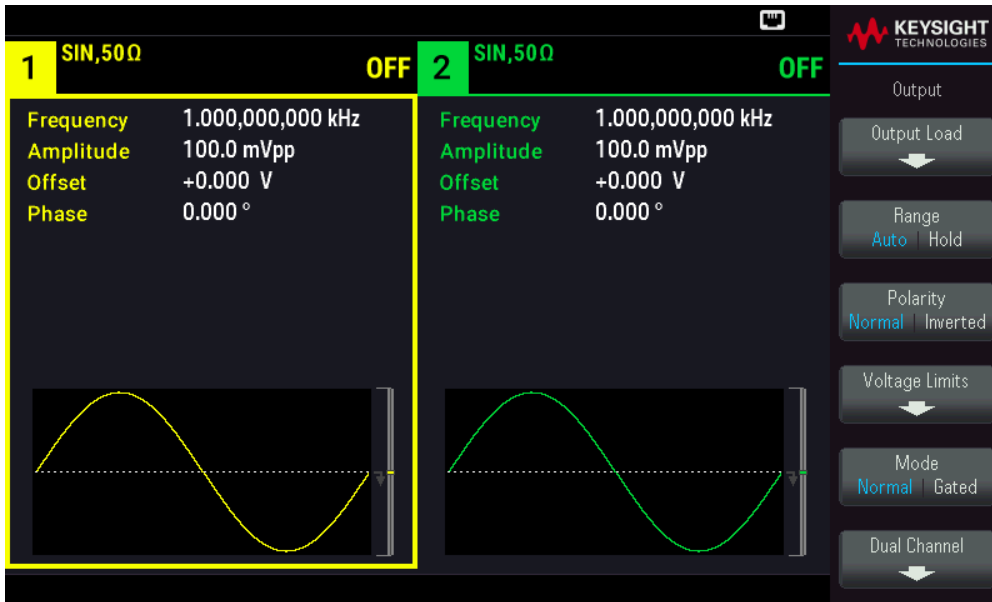 KEYSIGHT
TECHNOLOGIES
1 SIN,50Ω OFF
2 SIN,50Ω OFF
Frequency 1.000,000,000 kHz
Amplitude 100.0 mVpp
Offset +0.000 V
Phase 0.000 °
Frequency 1.000,000,000 kHz
Amplitude 100.0 mVpp
Offset +0.000 V
Phase 0.000 °
Output
Output Load
Range
Auto | Hold
Polarity
Normal | Inverted
Voltage Limits
Mode
Normal | Gated
Dual Channel